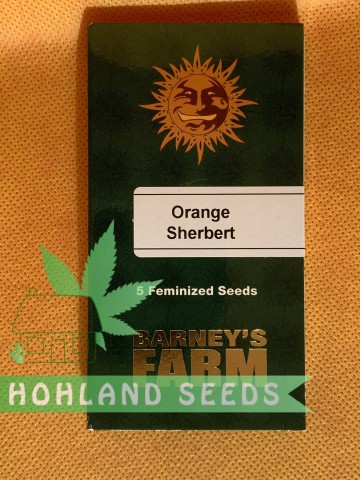 Orange
Sherbert
5 Feminized Seeds
BARNEY'S
FARM
HOHLAND SEEDS